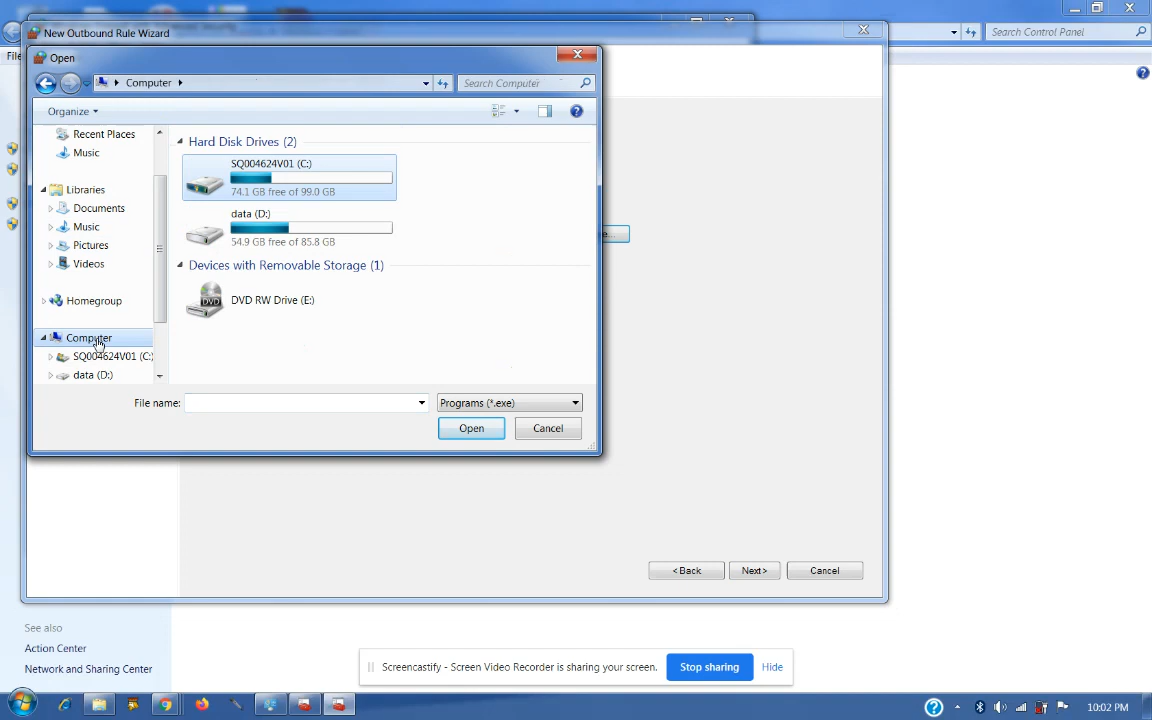 New Outbound Rule Wizard
Search Control Panel
File
Open
Computer
Search Computer
Organize
Recent Places
Music
Libraries
Documents
Music
Pictures
Videos
Homegroup
Computer
SQ004624V01 (C:)
data (D:)
Hard Disk Drives (2)
SQ004624V01 (C:)
74.1 GB free of 99.0 GB
data (D:)
54.9 GB free of 85.8 GB
Devices with Removable Storage (1)
DVD
DVD RW Drive (E:)
e...
File name:
Programs (*.exe)
Open
Cancel
< Back
Next >
Cancel
See also
Action Center
Network and Sharing Center
Screencastify - Screen Video Recorder is sharing your screen.
Stop sharing
Hide
10:02 PM